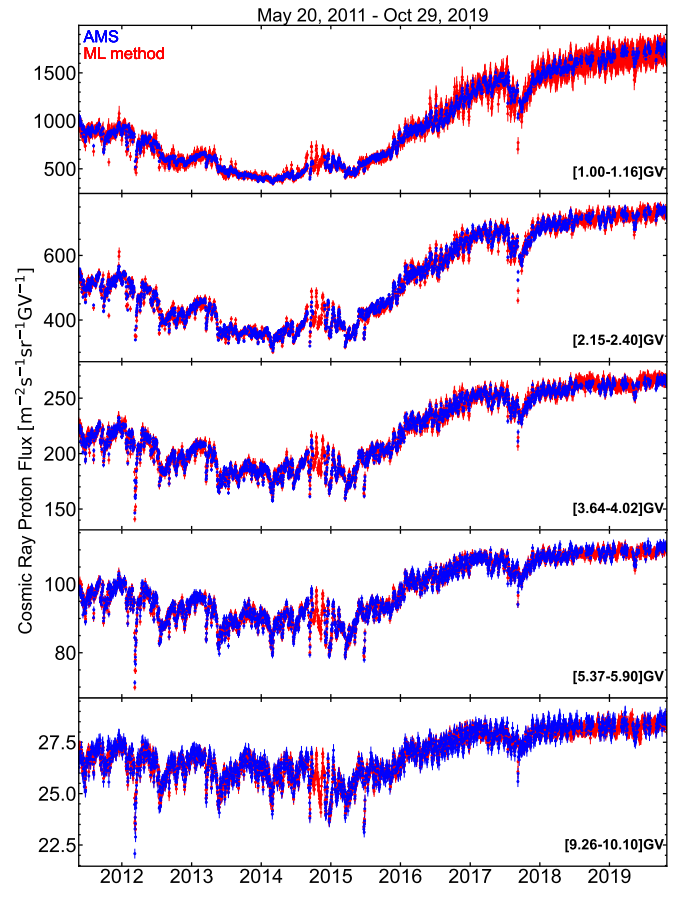 May 20, 2011 - Oct 29, 2019
AMS
ML method
1500
1000
500
[1.00-1.16]GV
600
400
[2.15-2.40]GV
Cosmic Ray Proton Flux [m⁻²s⁻¹sr⁻¹GV⁻¹]
250
200
150
[3.64-4.02]GV
100
80
[5.37-5.90]GV
27.5
25.0
22.5
[9.26-10.10]GV
2012 2013 2014 2015 2016 2017 2018 2019